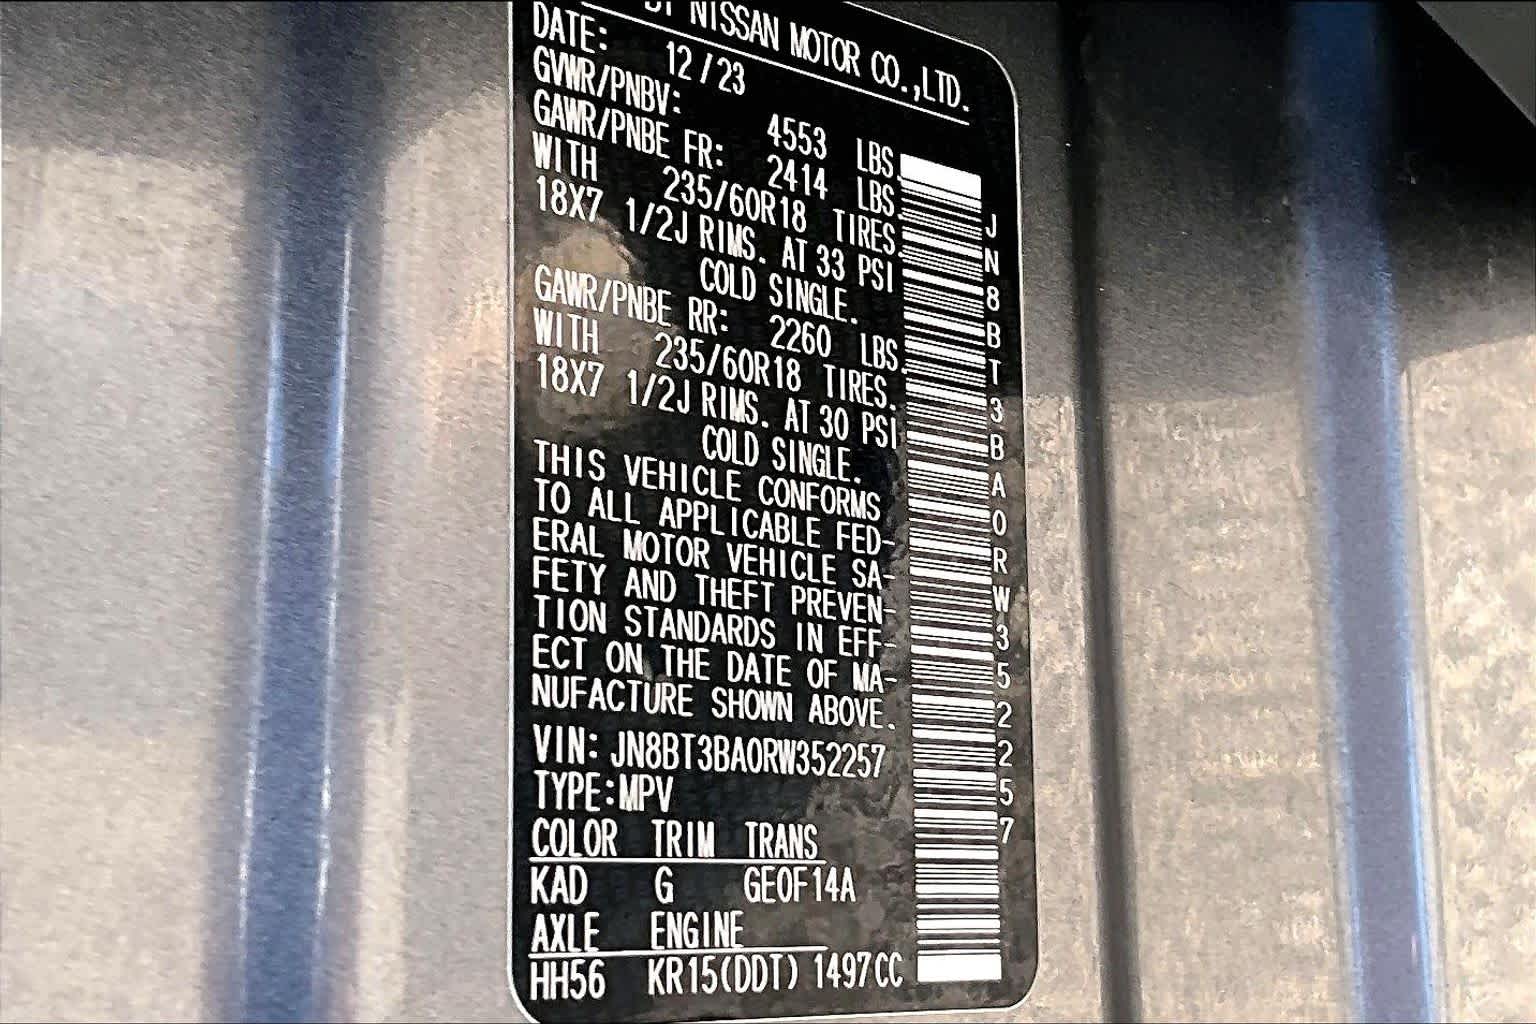 BY NISSAN MOTOR CO.,LTD.
DATE: 12/23
GVWR/PNBV: 4553 LBS.
GAWR/PNBE FR: 2414 LBS.
WITH 235/60R18 TIRES.
18X7 1/2J RIMS. AT 33 PSI
COLD SINGLE.
GAWR/PNBE RR: 2260 LBS.
WITH 235/60R18 TIRES.
18X7 1/2J RIMS. AT 30 PSI
COLD SINGLE.
THIS VEHICLE CONFORMS
TO ALL APPLICABLE FED-
ERAL MOTOR VEHICLE SA-
FETY AND THEFT PREVEN-
TION STANDARDS IN EFF-
ECT ON THE DATE OF MA-
NUFACTURE SHOWN ABOVE.
VIN: JN8BT3BA0RW352257
TYPE:MPV
COLOR TRIM TRANS
KAD G GE0F14A
AXLE ENGINE
HH56 KR15(DDT) 1497CC
JN8BT3BA0RW352257